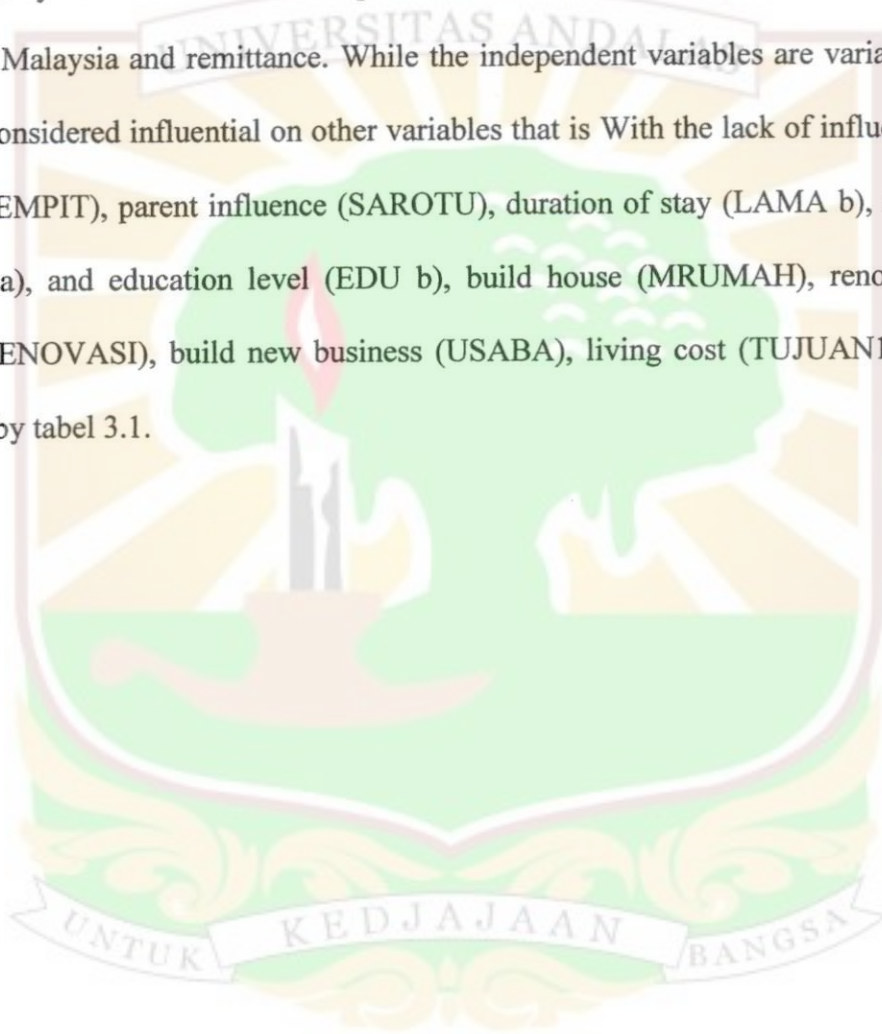 UNIVERSITAS ANDALAS
Malaysia and remittance. While the independent variables are varia
onsidered influential on other variables that is With the lack of influ
EMPIT), parent influence (SAROTU), duration of stay (LAMA b),
a), and education level (EDU b), build house (MRUMAH), reno
ENOVASI), build new business (USABA), living cost (TUJUAN1
by tabel 3.1.
UNTUK KEDJAJAAN BANGSA